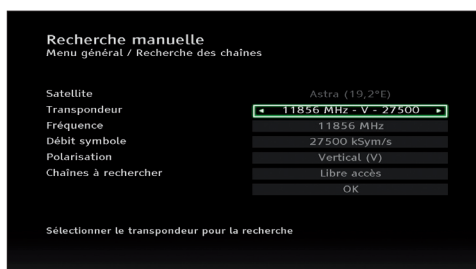 Recherche manuelle
Menu général / Recherche des chaînes
Satellite Astra (19,2°E)
Transpondeur 11856 MHz - V - 27500
Fréquence 11856 MHz
Débit symbole 27500 kSym/s
Polarisation Vertical (V)
Chaînes à rechercher Libre accès
OK
Sélectionner le transpondeur pour la recherche